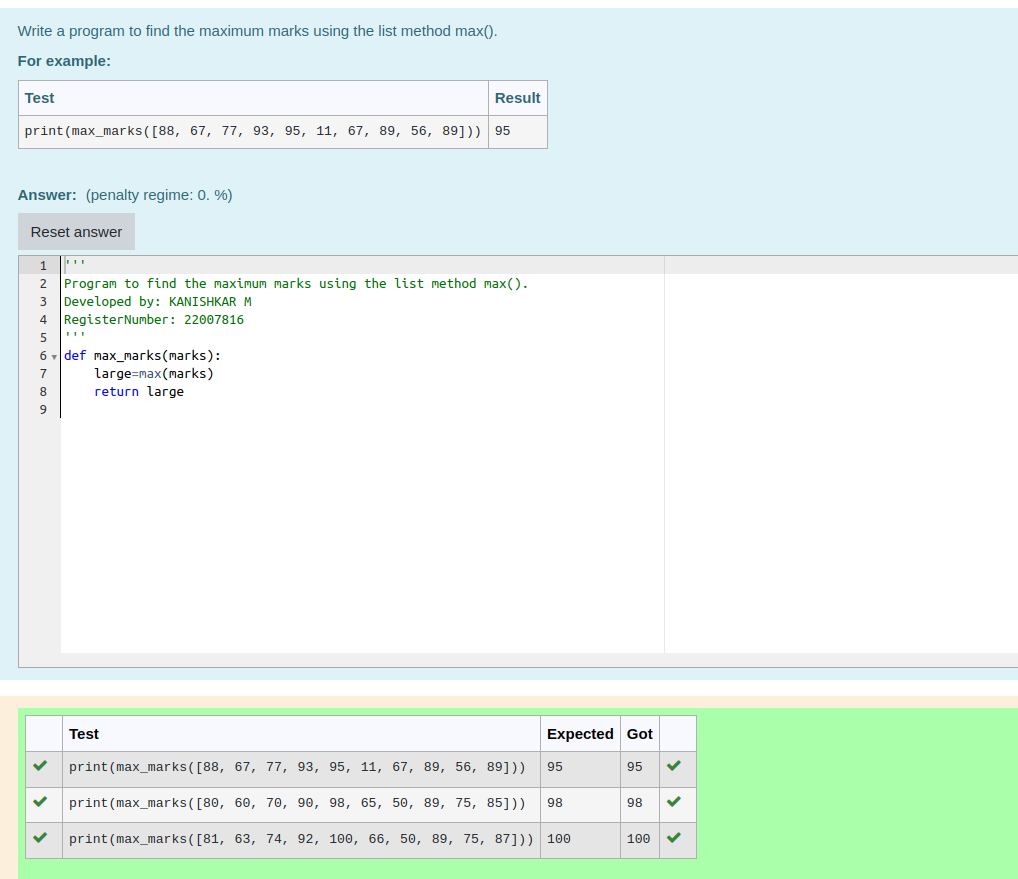 Write a program to find the maximum marks using the list method max().
For example:
Test Result
print(max_marks([88, 67, 77, 93, 95, 11, 67, 89, 56, 89])) 95
Answer: (penalty regime: 0. %)
Reset answer
1 '''
2 Program to find the maximum marks using the list method max().
3 Developed by: KANISHKAR M
4 RegisterNumber: 22007816
5 '''
6 def max_marks(marks):
7 large=max(marks)
8 return large
9
Test Expected Got
print(max_marks([88, 67, 77, 93, 95, 11, 67, 89, 56, 89])) 95 95
print(max_marks([80, 60, 70, 90, 98, 65, 50, 89, 75, 85])) 98 98
print(max_marks([81, 63, 74, 92, 100, 66, 50, 89, 75, 87])) 100 100